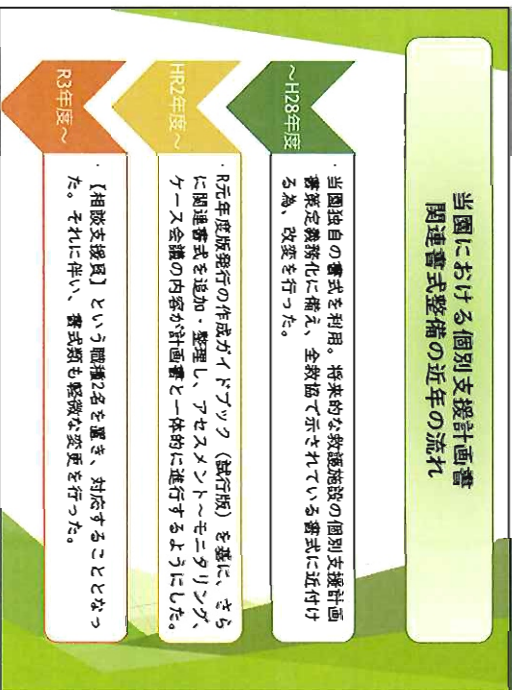 当園における個別支援計画書
関連書式整備の近年の流れ
～H28年度
・当園独自の書式を利用。将来的な救護施設の個別支援計画
書策定義務化に備え、全救協で示されている書式に近付け
る為、改変を行った。
HR2年度～
・R元年度版発行の作成ガイドブック（試行版）を基に、さら
に関連書式を追加・整理し、アセスメント～モニタリング、
ケース会議の内容が計画書と一体的に進行するようにした。
R3年度～
・【相談支援員】という職種2名を置き、対応することとなっ
た。それに伴い、書式類も軽微な変更を行った。